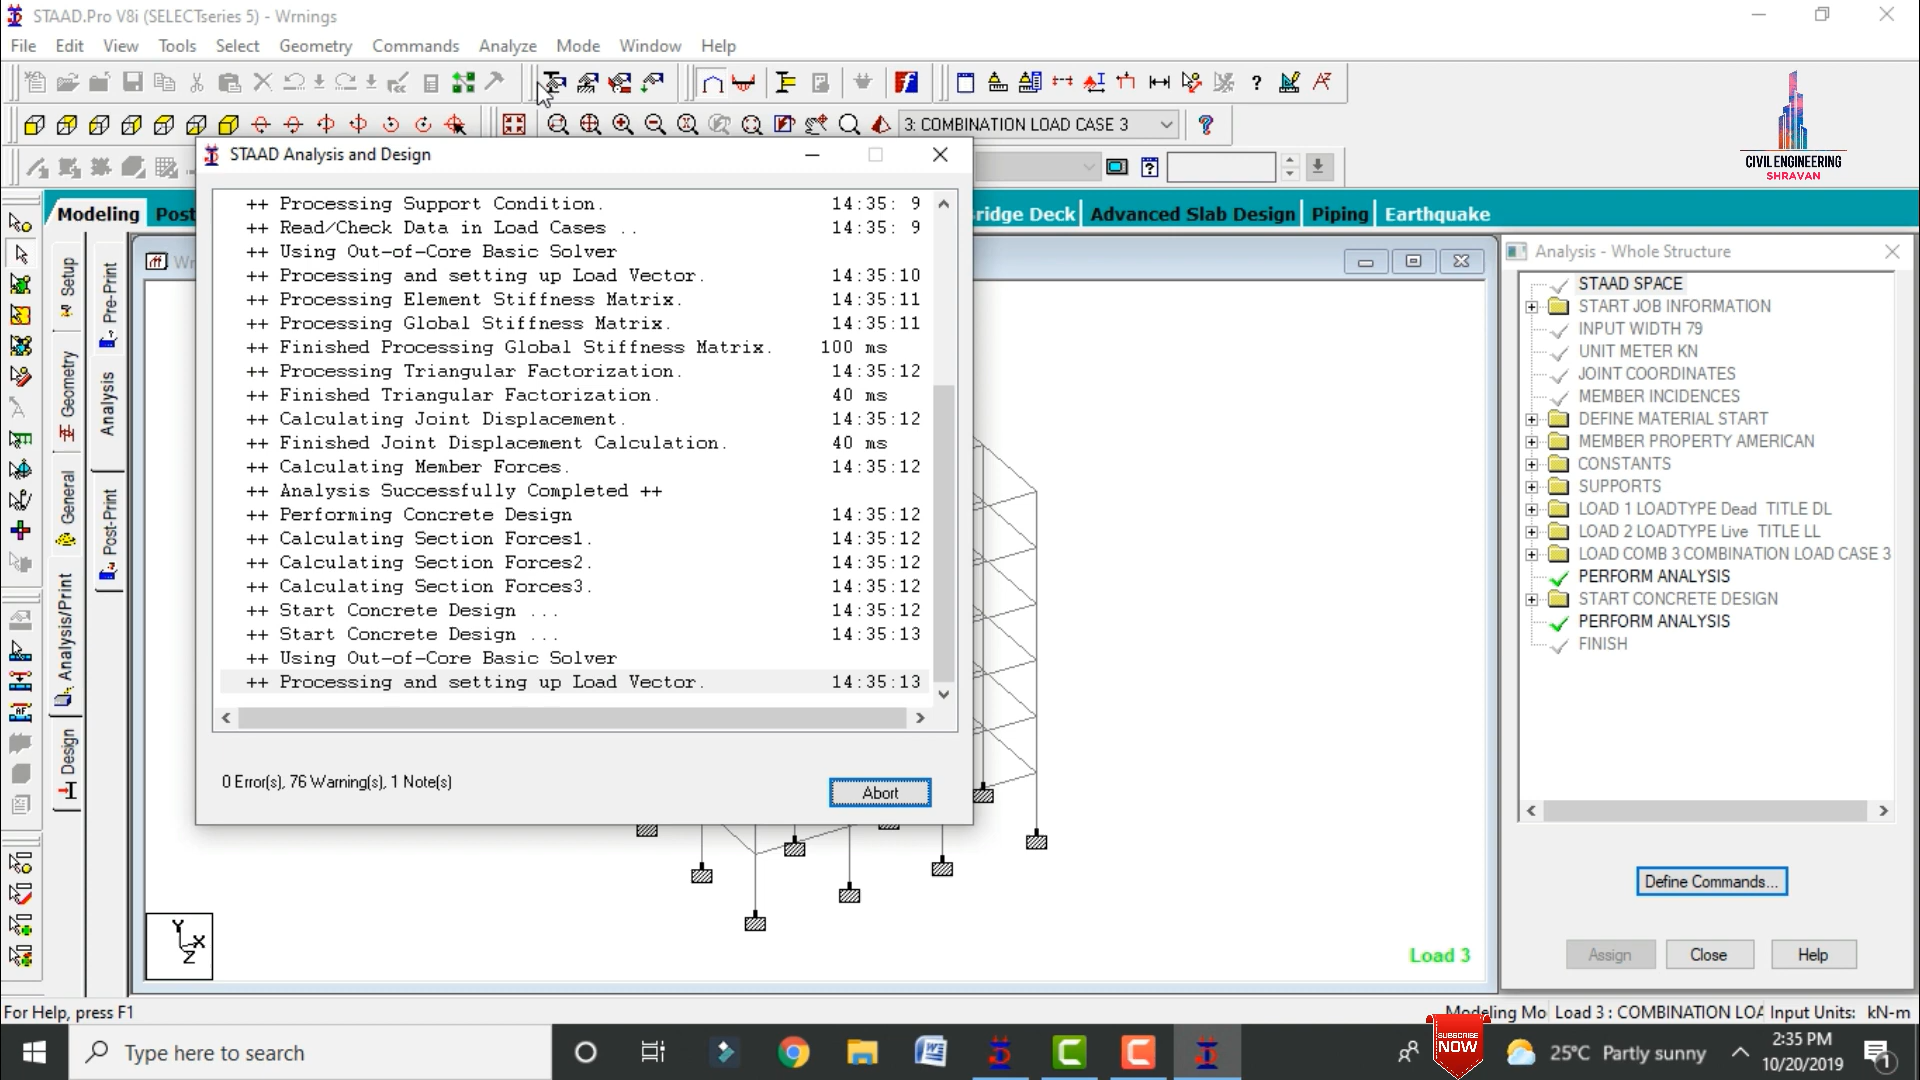 STAAD.Pro V8i (SELECTseries 5) - Wrnings
File Edit View Tools Select Geometry Commands Analyze Mode Window Help
3: COMBINATION LOAD CASE 3
CIVILENGINEERING
SHRAVAN
STAAD Analysis and Design
Modeling Post
ridge Deck Advanced Slab Design Piping Earthquake
Setup
Geometry
General
Analysis/Print
Design
Pre-Print
Analysis
Post-Print
Wr
++ Processing Support Condition. 14:35: 9
++ Read/Check Data in Load Cases .. 14:35: 9
++ Using Out-of-Core Basic Solver
++ Processing and setting up Load Vector. 14:35:10
++ Processing Element Stiffness Matrix. 14:35:11
++ Processing Global Stiffness Matrix. 14:35:11
++ Finished Processing Global Stiffness Matrix. 100 ms
++ Processing Triangular Factorization. 14:35:12
++ Finished Triangular Factorization. 40 ms
++ Calculating Joint Displacement. 14:35:12
++ Finished Joint Displacement Calculation. 40 ms
++ Calculating Member Forces. 14:35:12
++ Analysis Successfully Completed ++
++ Performing Concrete Design 14:35:12
++ Calculating Section Forces1. 14:35:12
++ Calculating Section Forces2. 14:35:12
++ Calculating Section Forces3. 14:35:12
++ Start Concrete Design ... 14:35:12
++ Start Concrete Design ... 14:35:13
++ Using Out-of-Core Basic Solver
++ Processing and setting up Load Vector. 14:35:13
0 Error(s), 76 Warning(s), 1 Note(s)
Abort
Analysis - Whole Structure
STAAD SPACE
START JOB INFORMATION
INPUT WIDTH 79
UNIT METER KN
JOINT COORDINATES
MEMBER INCIDENCES
DEFINE MATERIAL START
MEMBER PROPERTY AMERICAN
CONSTANTS
SUPPORTS
LOAD 1 LOADTYPE Dead TITLE DL
LOAD 2 LOADTYPE Live TITLE LL
LOAD COMB 3 COMBINATION LOAD CASE 3
PERFORM ANALYSIS
START CONCRETE DESIGN
PERFORM ANALYSIS
FINISH
Define Commands...
Assign Close Help
Y
X
Z
Load 3
For Help, press F1
Modeling Mo Load 3 : COMBINATION LOA Input Units: kN-m
Type here to search
SUBSCRIBE
NOW
25°C Partly sunny
2:35 PM
10/20/2019
1